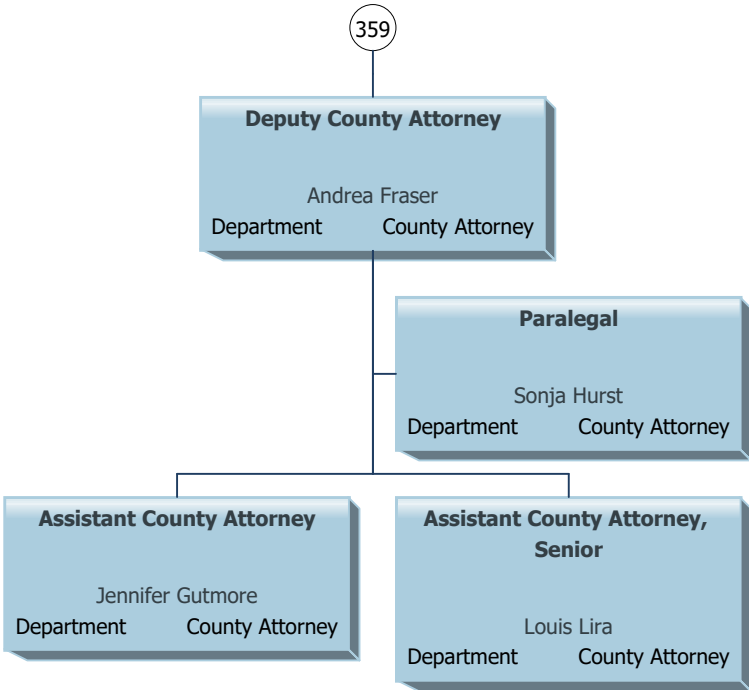 359
Deputy County Attorney
Andrea Fraser
Department County Attorney
Paralegal
Sonja Hurst
Department County Attorney
Assistant County Attorney
Jennifer Gutmore
Department County Attorney
Assistant County Attorney,
Senior
Louis Lira
Department County Attorney